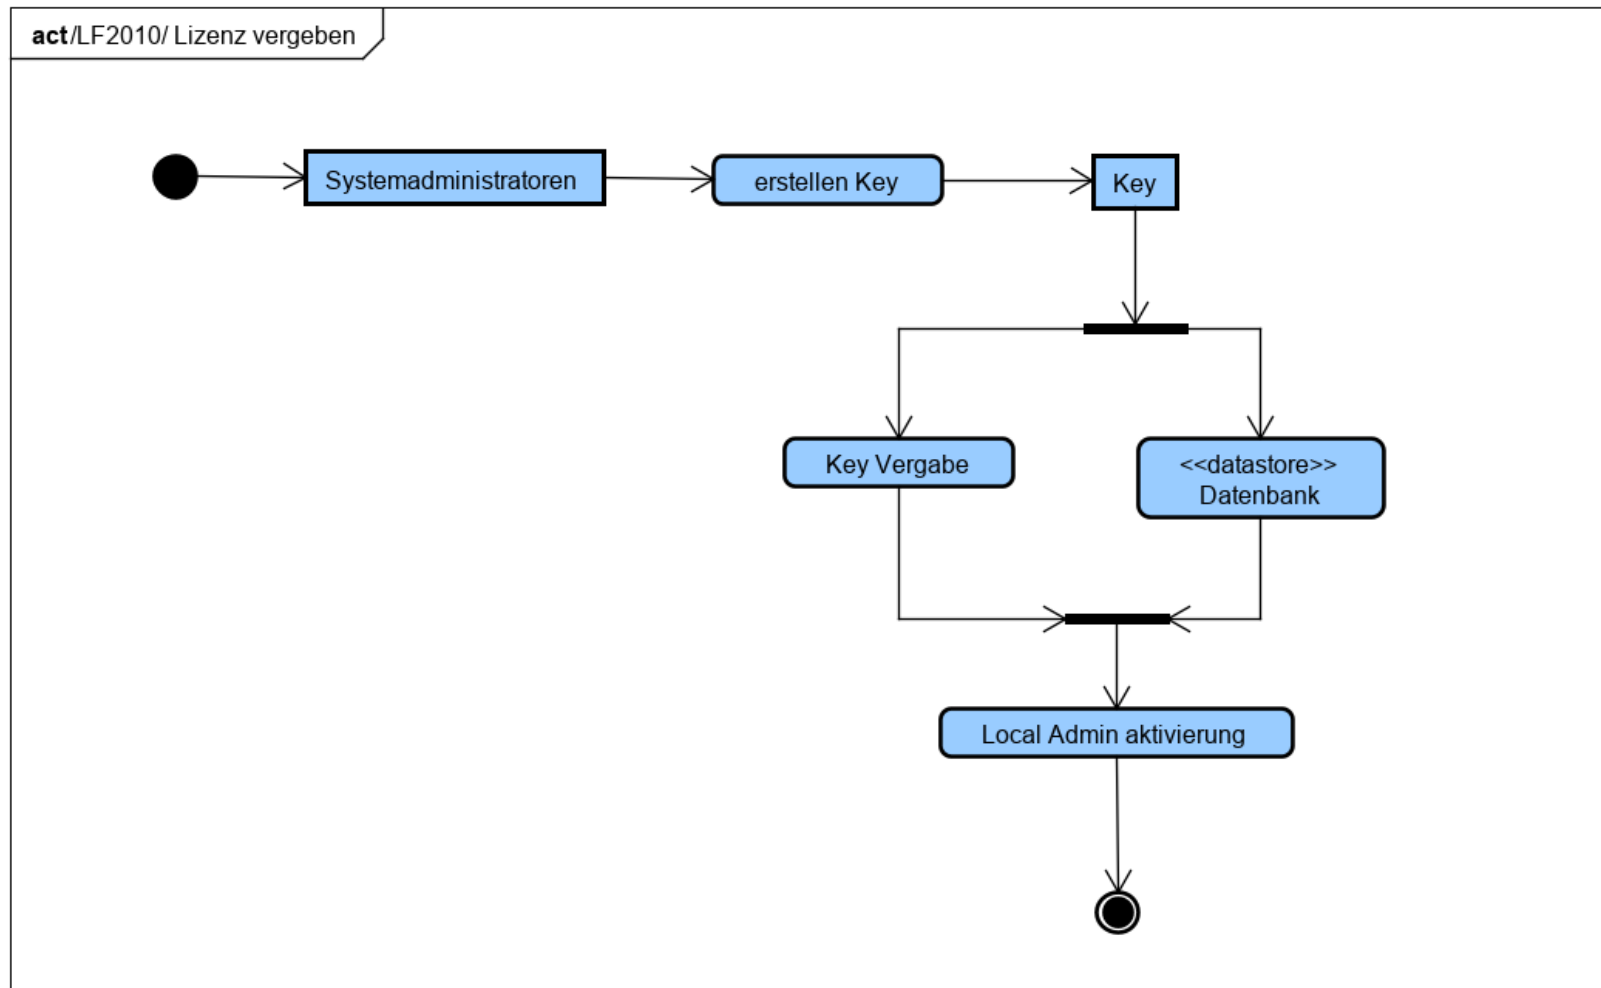 act/LF2010/ Lizenz vergeben
Systemadministratoren
erstellen Key
Key
Key Vergabe
<<datastore>>
Datenbank
Local Admin aktivierung